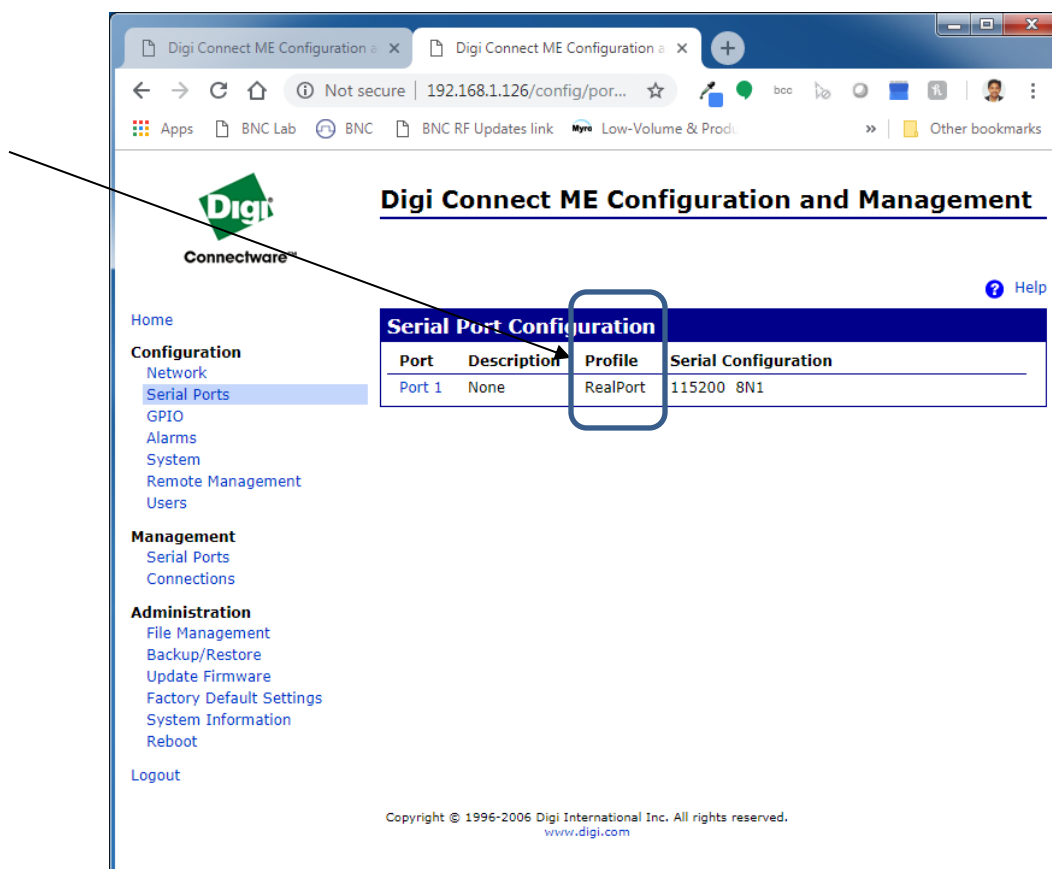 Digi Connect ME Configuration a
Digi Connect ME Configuration a
Not secure | 192.168.1.126/config/por...
bcc
Apps BNC Lab BNC BNC RF Updates link Myro Low-Volume & Produ » Other bookmarks
Digi
Connectware™
Digi Connect ME Configuration and Management
Help
Home
Configuration
Network
Serial Ports
GPIO
Alarms
System
Remote Management
Users
Management
Serial Ports
Connections
Administration
File Management
Backup/Restore
Update Firmware
Factory Default Settings
System Information
Reboot
Logout
Serial Port Configuration
Port Description Profile Serial Configuration
Port 1 None RealPort 115200 8N1
Copyright © 1996-2006 Digi International Inc. All rights reserved.
www.digi.com